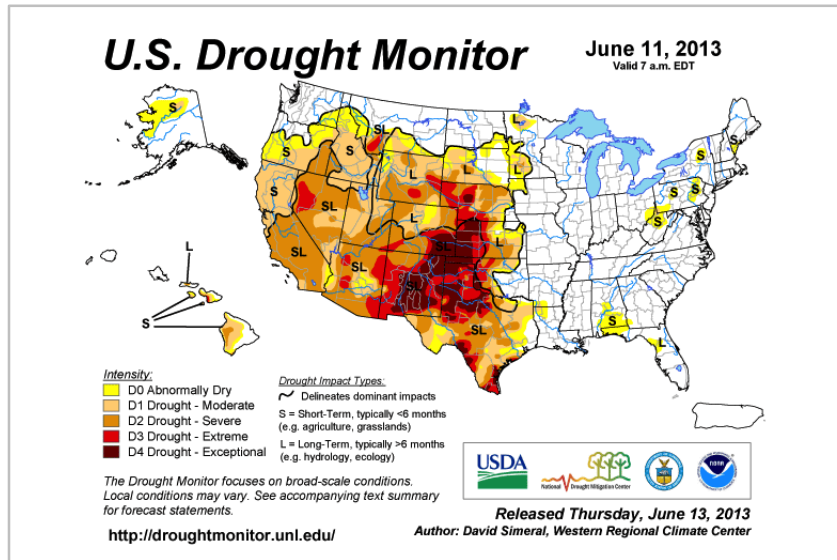 U.S. Drought Monitor
June 11, 2013
Valid 7 a.m. EDT
S
L
S
S
SL
S
S
L
L
L
L
S
S
S
S
S
SL
L
L
SL
SL
SL
SL
SL
S
L
L
S
Intensity:
D0 Abnormally Dry
D1 Drought - Moderate
D2 Drought - Severe
D3 Drought - Extreme
D4 Drought - Exceptional
Drought Impact Types:
Delineates dominant impacts
S = Short-Term, typically <6 months
(e.g. agriculture, grasslands)
L = Long-Term, typically >6 months
(e.g. hydrology, ecology)
The Drought Monitor focuses on broad-scale conditions.
Local conditions may vary. See accompanying text summary
for forecast statements.
http://droughtmonitor.unl.edu/
USDA
National Drought Mitigation Center
NOAA
Released Thursday, June 13, 2013
Author: David Simeral, Western Regional Climate Center